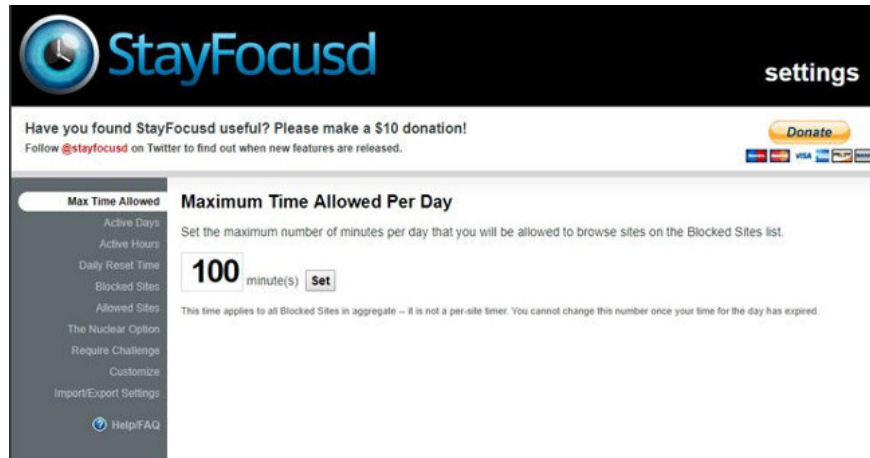 StayFocusd
settings
Have you found StayFocusd useful? Please make a $10 donation!
Follow @stayfocusd on Twitter to find out when new features are released.
Donate
VISA
Max Time Allowed
Active Days
Active Hours
Daily Reset Time
Blocked Sites
Allowed Sites
The Nuclear Option
Require Challenge
Customize
Import/Export Settings
Help/FAQ
Maximum Time Allowed Per Day
Set the maximum number of minutes per day that you will be allowed to browse sites on the Blocked Sites list.
100 minute(s) Set
This time applies to all Blocked Sites in aggregate -- it is not a per-site timer. You cannot change this number once your time for the day has expired.